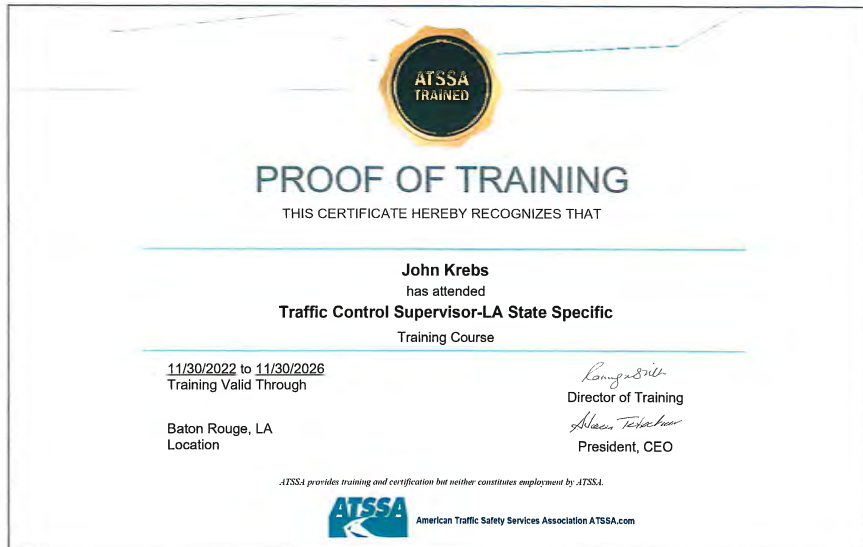 ATSSA
TRAINED
PROOF OF TRAINING
THIS CERTIFICATE HEREBY RECOGNIZES THAT
John Krebs
has attended
Traffic Control Supervisor-LA State Specific
Training Course
11/30/2022 to 11/30/2026
Training Valid Through
Director of Training
Baton Rouge, LA
Location
President, CEO
ATSSA provides training and certification but neither constitutes employment by ATSSA.
ATSSA
American Traffic Safety Services Association ATSSA.com